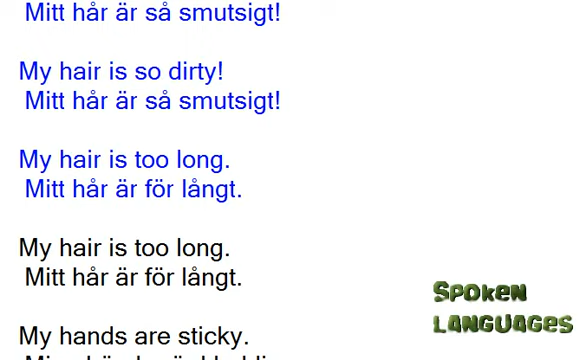 Mitt hår är så smutsigt!
My hair is so dirty!
Mitt hår är så smutsigt!
My hair is too long.
Mitt hår är för långt.
My hair is too long.
Mitt hår är för långt.
My hands are sticky.
Spoken
Languages